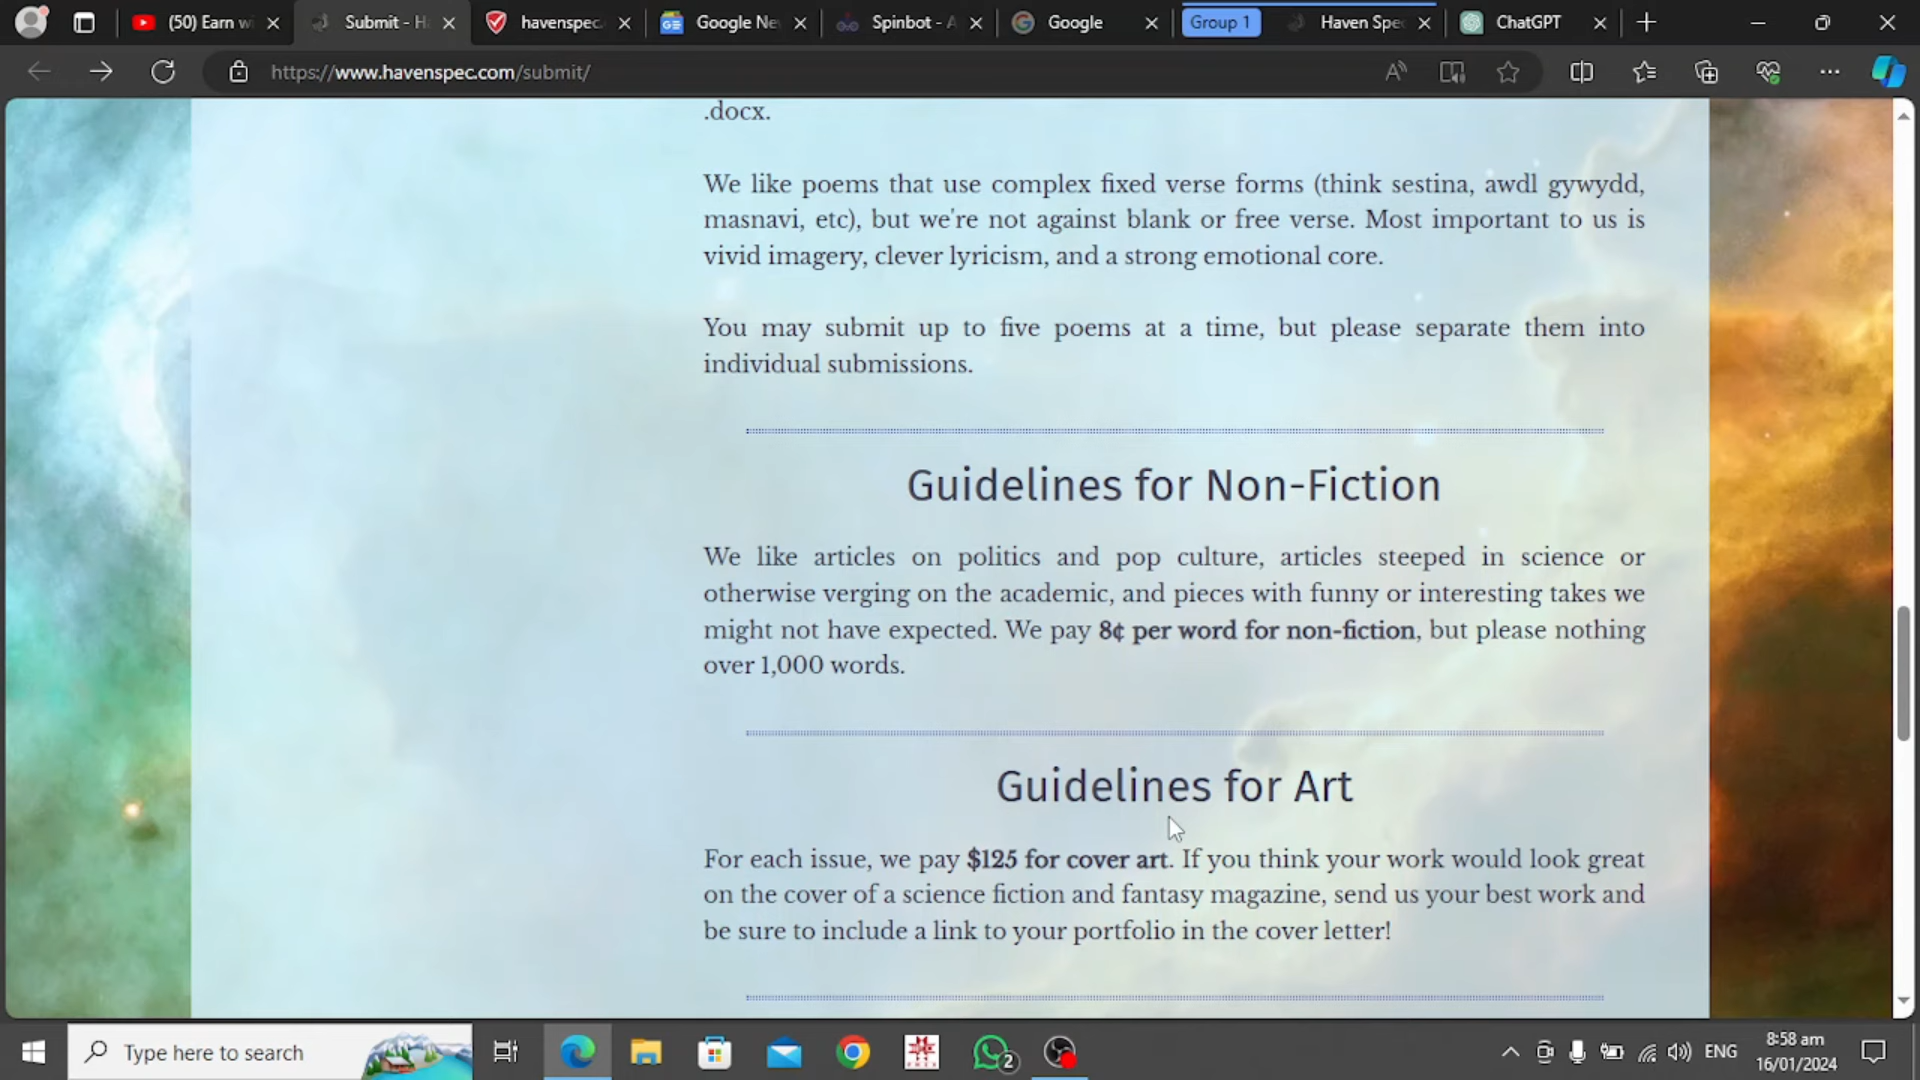 (50) Earn wi
Submit - H
havenspec.
Google Ne
Spinbot - A
Google
Group 1
Haven Spe
ChatGPT
https://www.havenspec.com/submit/
.docx.
We like poems that use complex fixed verse forms (think sestina, awdl gywydd,
masnavi, etc), but we're not against blank or free verse. Most important to us is
vivid imagery, clever lyricism, and a strong emotional core.
You may submit up to five poems at a time, but please separate them into
individual submissions.
Guidelines for Non-Fiction
We like articles on politics and pop culture, articles steeped in science or
otherwise verging on the academic, and pieces with funny or interesting takes we
might not have expected. We pay 8¢ per word for non-fiction, but please nothing
over 1,000 words.
Guidelines for Art
For each issue, we pay $125 for cover art. If you think your work would look great
on the cover of a science fiction and fantasy magazine, send us your best work and
be sure to include a link to your portfolio in the cover letter!
Type here to search
2
ENG
8:58 am
16/01/2024